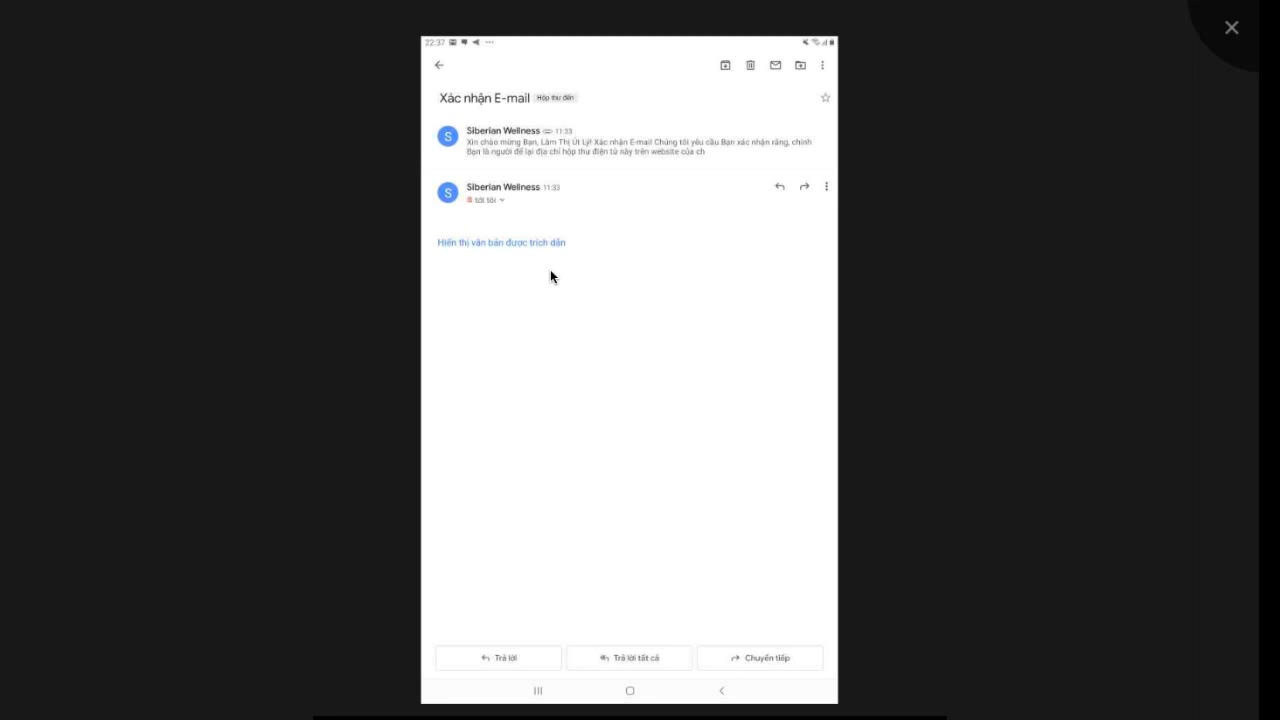 22:37
Xác nhận E-mail Hộp thư đến
S
Siberian Wellness 11:33
Xin chào mừng Bạn, Lâm Thị Út Lý! Xác nhận E-mail Chúng tôi yêu cầu Bạn xác nhận rằng, chính
Bạn là người để lại địa chỉ hộp thư điện tử này trên website của ch
S
Siberian Wellness 11:33
tới tôi
Hiển thị văn bản được trích dẫn
Trả lời Trả lời tất cả Chuyển tiếp